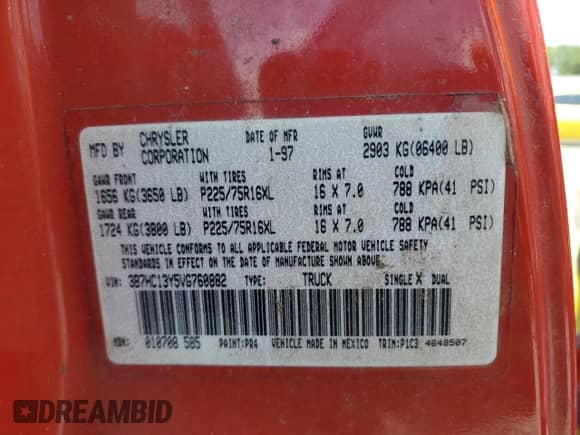 MFD BY CHRYSLER CORPORATION DATE OF MFR 1-97 GVWR 2903 KG(06400 LB)
GAWR FRONT WITH TIRES RIMS AT COLD
1656 KG(3650 LB) P225/75R16XL 16 X 7.0 788 KPA(41 PSI)
GAWR REAR WITH TIRES RIMS AT COLD
1724 KG(3800 LB) P225/75R16XL 16 X 7.0 788 KPA(41 PSI)
THIS VEHICLE CONFORMS TO ALL APPLICABLE FEDERAL MOTOR VEHICLE SAFETY
STANDARDS IN EFFECT ON THE DATE OF MANUFACTURE SHOWN ABOVE.
VIN: 3B7HC13Y5VG760882 TYPE: TRUCK SINGLE X DUAL
MDH: 010708 505 PAINT:PR4 VEHICLE MADE IN MEXICO TRIM:P1C3 4648507
DREAMBID